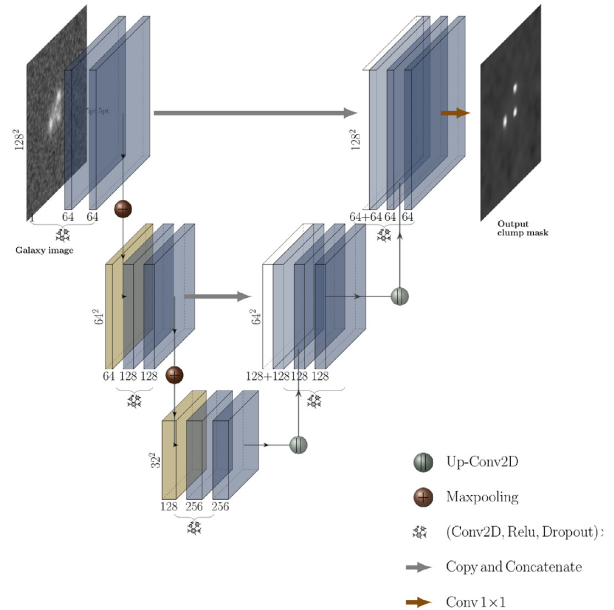 128²
128²
1
64
64
64+64
64
64
Galaxy image
Output
clump mask
64²
64²
64
128
128
128+128
128
128
32²
128
256
256
Up-Conv2D
Maxpooling
(Conv2D, Relu, Dropout)
Copy and Concatenate
Conv 1×1